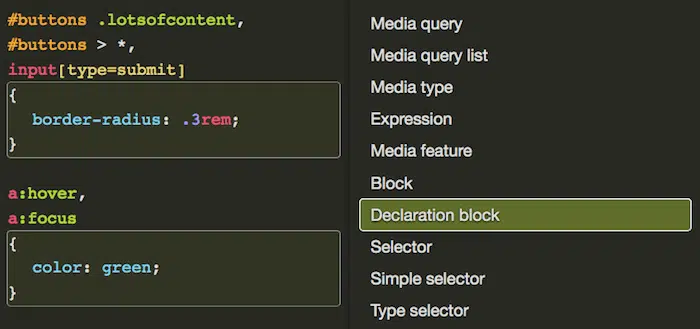 #buttons .lotsofcontent,
#buttons > *,
input[type=submit]
{
border-radius: .3rem;
}
a:hover,
a:focus
{
color: green;
}
Media query
Media query list
Media type
Expression
Media feature
Block
Declaration block
Selector
Simple selector
Type selector